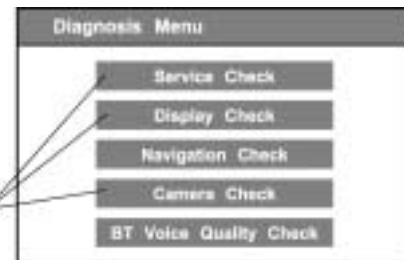 Diagnosis Menu
Service Check
Display Check
Navigation Check
Camera Check
BT Voice Quality Check